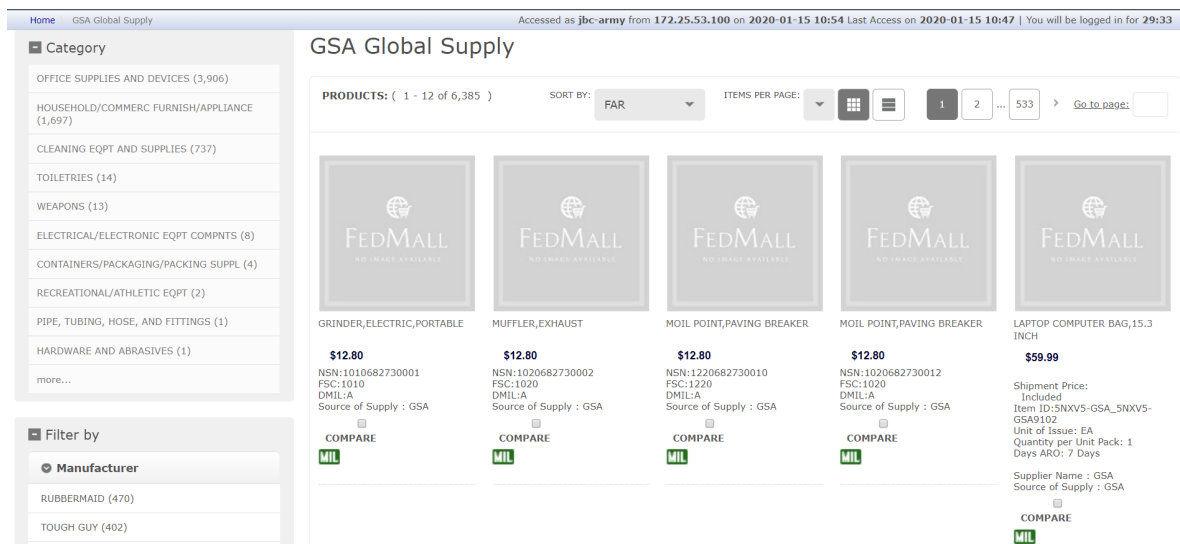 Home GSA Global Supply
Accessed as jbc-army from 172.25.53.100 on 2020-01-15 10:54 Last Access on 2020-01-15 10:47 | You will be logged in for 29:33
Category
OFFICE SUPPLIES AND DEVICES (3,906)
HOUSEHOLD/COMMERC FURNISH/APPLIANCE
(1,697)
CLEANING EQPT AND SUPPLIES (737)
TOILETRIES (14)
WEAPONS (13)
ELECTRICAL/ELECTRONIC EQPT COMPNTS (8)
CONTAINERS/PACKAGING/PACKING SUPPL (4)
RECREATIONAL/ATHLETIC EQPT (2)
PIPE, TUBING, HOSE, AND FITTINGS (1)
HARDWARE AND ABRASIVES (1)
more...
Filter by
Manufacturer
RUBBERMAID (470)
TOUGH GUY (402)
GSA Global Supply
PRODUCTS: ( 1 - 12 of 6,385 )
SORT BY: FAR
ITEMS PER PAGE:
1 2 ... 533 > Go to page:
FEDMALL
NO IMAGE AVAILABLE
GRINDER,ELECTRIC,PORTABLE
$12.80
NSN:1010682730001
FSC:1010
DMIL:A
Source of Supply : GSA
COMPARE
MIL
FEDMALL
NO IMAGE AVAILABLE
MUFFLER,EXHAUST
$12.80
NSN:1020682730002
FSC:1020
DMIL:A
Source of Supply : GSA
COMPARE
MIL
FEDMALL
NO IMAGE AVAILABLE
MOIL POINT,PAVING BREAKER
$12.80
NSN:1220682730010
FSC:1220
DMIL:A
Source of Supply : GSA
COMPARE
MIL
FEDMALL
NO IMAGE AVAILABLE
MOIL POINT,PAVING BREAKER
$12.80
NSN:1020682730012
FSC:1020
DMIL:A
Source of Supply : GSA
COMPARE
MIL
FEDMALL
NO IMAGE AVAILABLE
LAPTOP COMPUTER BAG,15.3
INCH
$59.99
Shipment Price:
Included
Item ID:5NXV5-GSA_5NXV5-
GSA9102
Unit of Issue: EA
Quantity per Unit Pack: 1
Days ARO: 7 Days
Supplier Name : GSA
Source of Supply : GSA
COMPARE
MIL